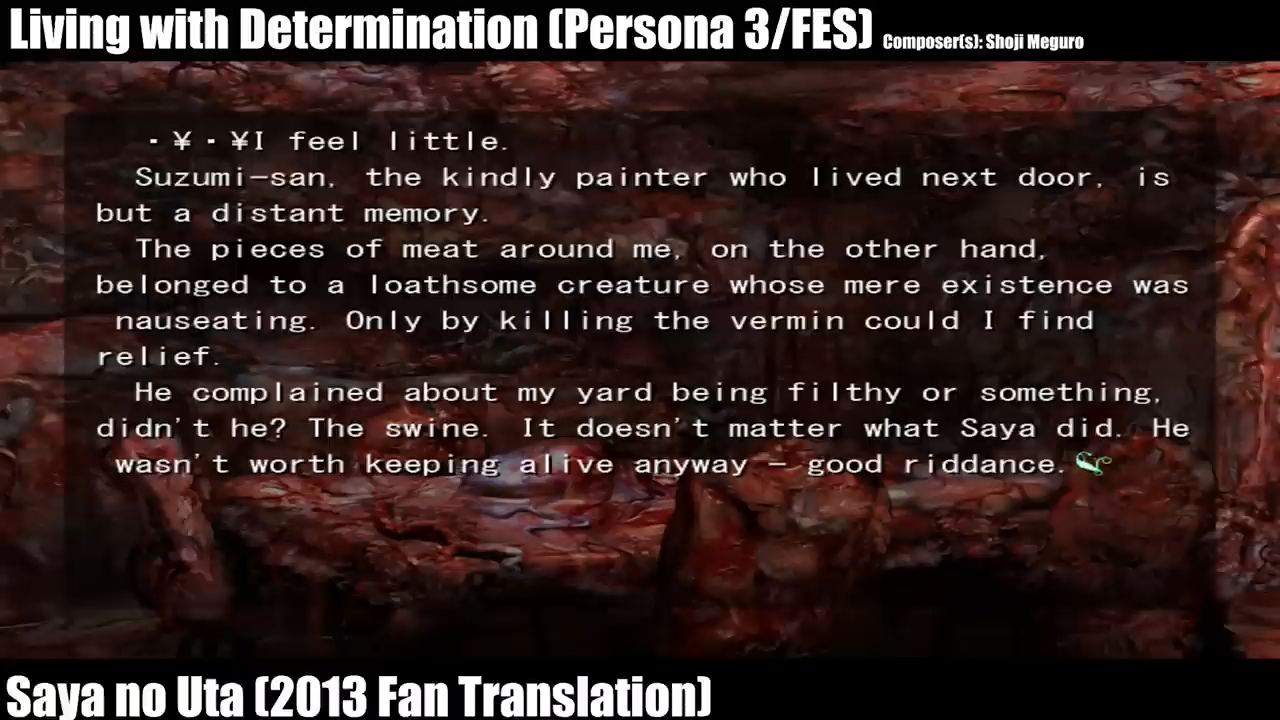 Living with Determination (Persona 3/FES) Composer(s): Shoji Meguro
・¥・¥I feel little.
Suzumi-san, the kindly painter who lived next door, is
but a distant memory.
The pieces of meat around me, on the other hand,
belonged to a loathsome creature whose mere existence was
nauseating. Only by killing the vermin could I find
relief.
He complained about my yard being filthy or something,
didn't he? The swine. It doesn't matter what Saya did. He
wasn't worth keeping alive anyway – good riddance.
Saya no Uta (2013 Fan Translation)